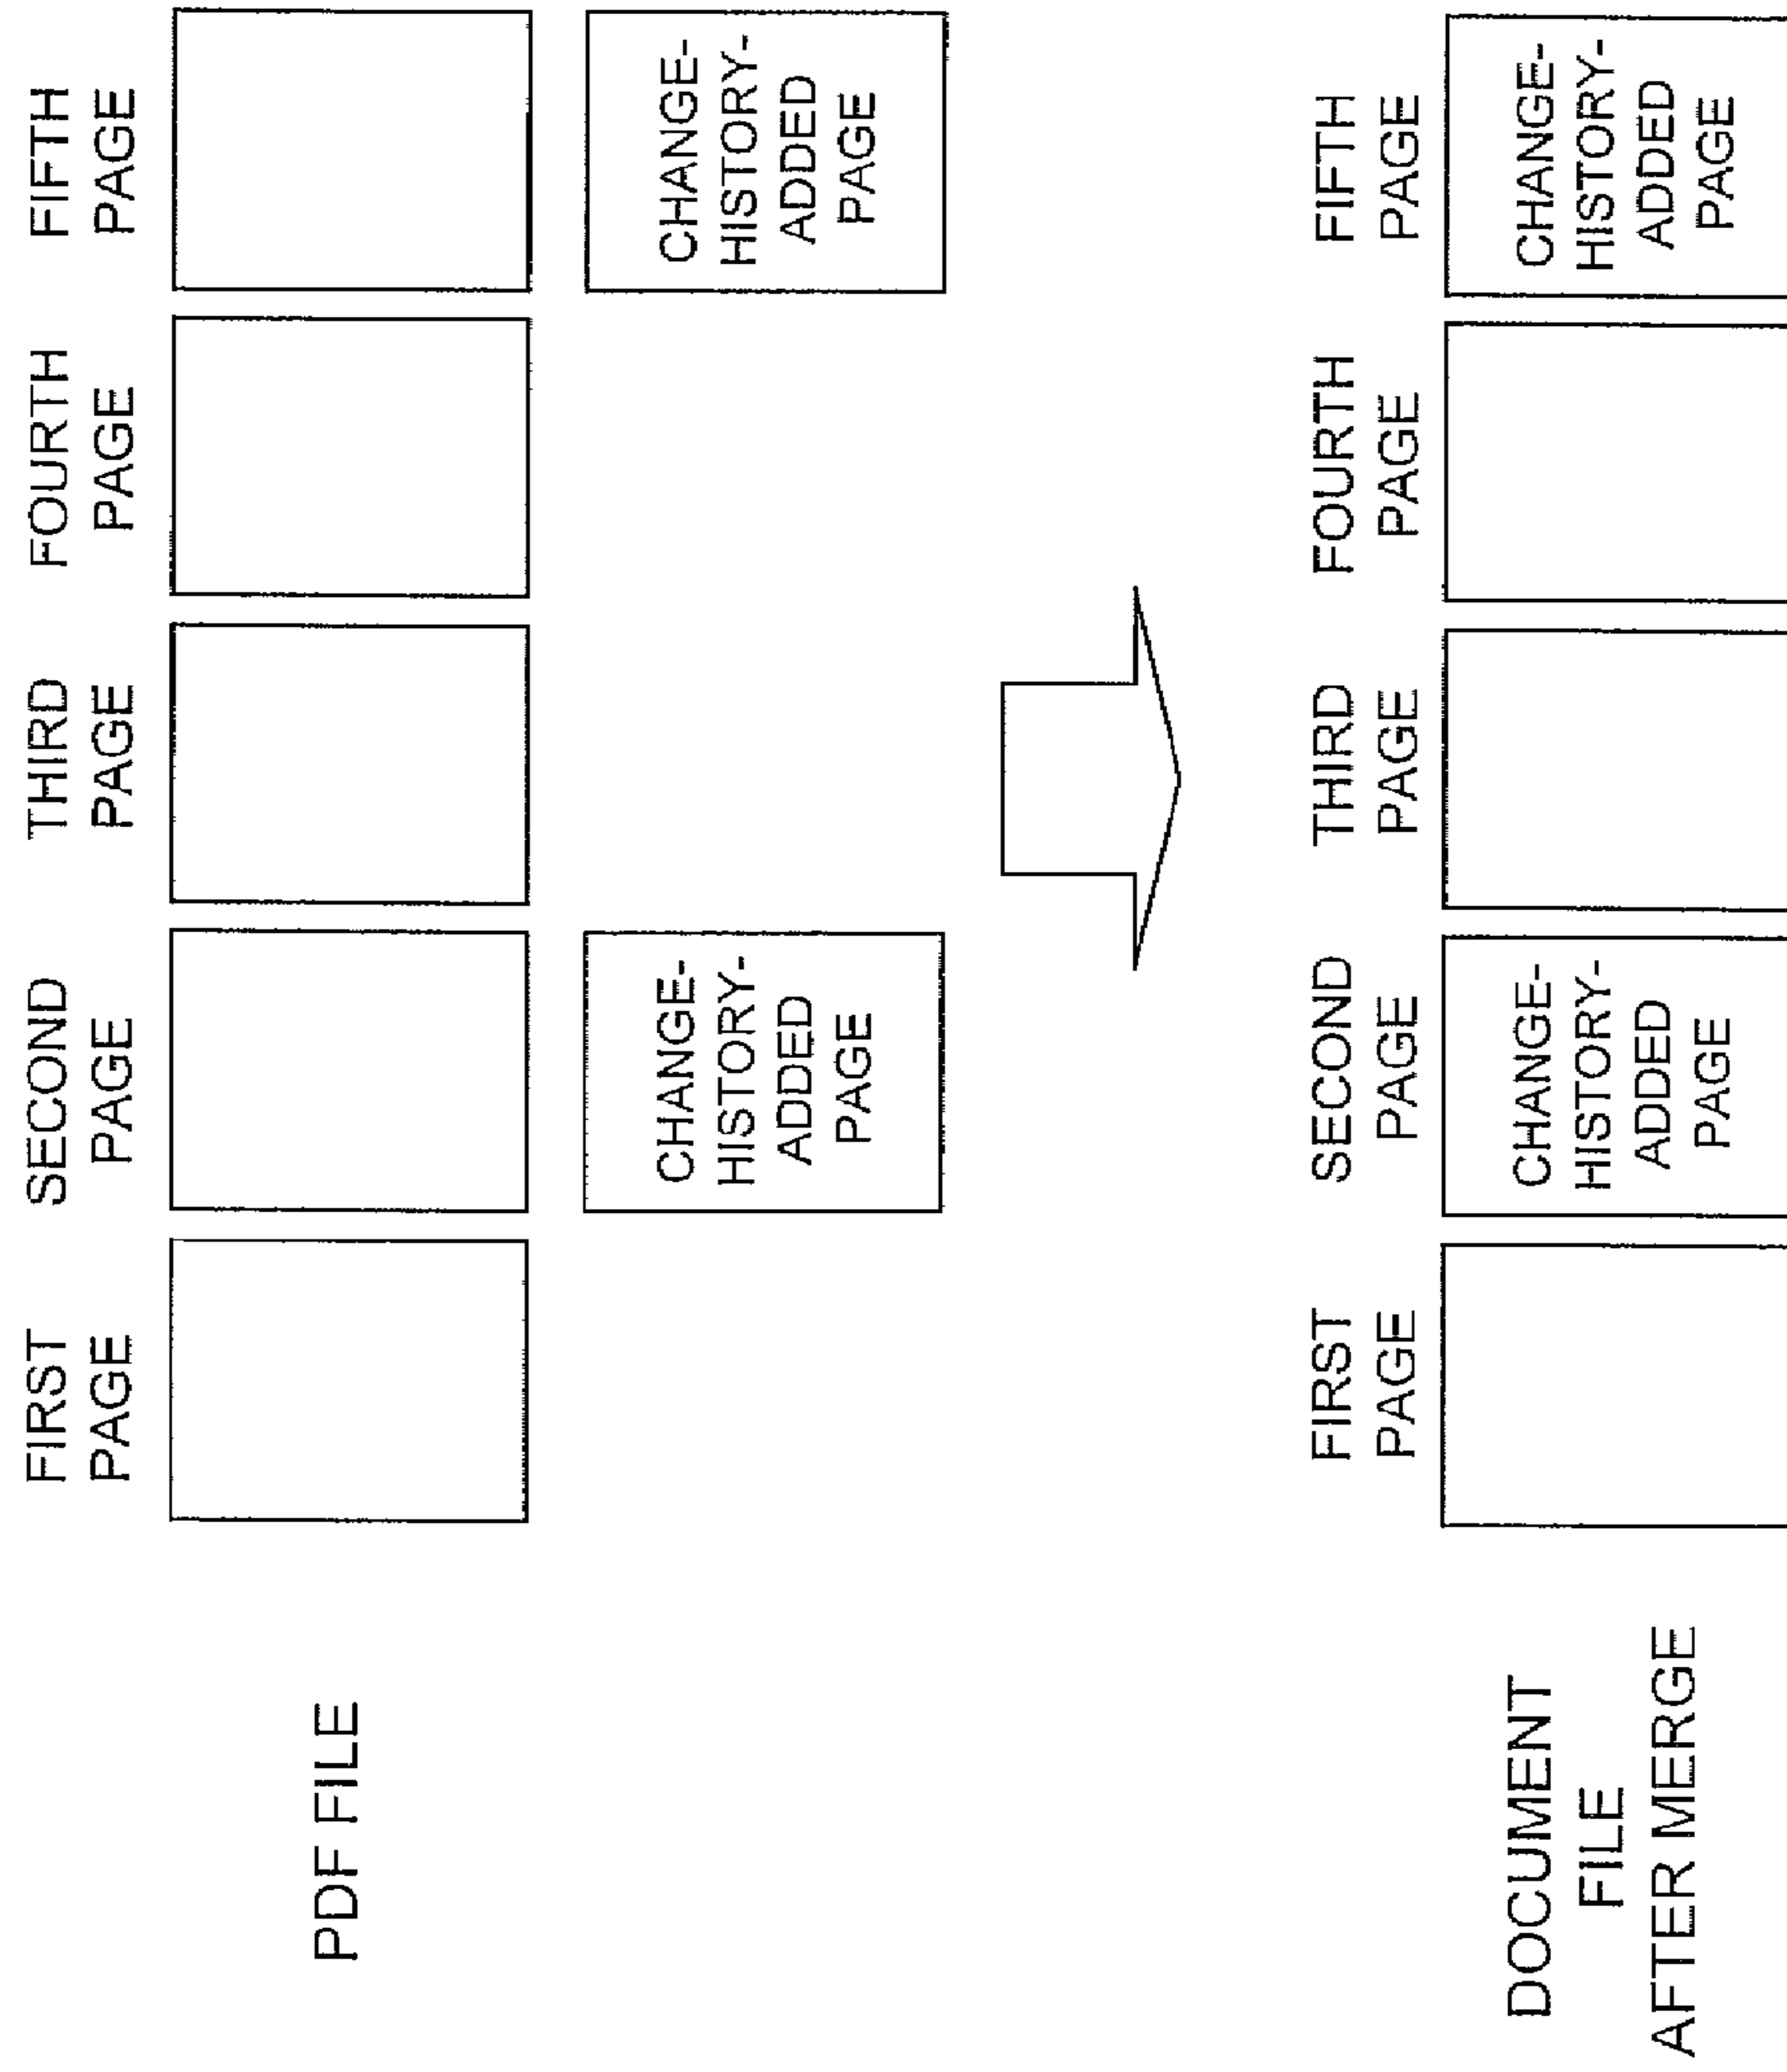 FIRST
PAGE
SECOND
PAGE
THIRD
PAGE
FOURTH
PAGE
FIFTH
PAGE
PDF FILE
CHANGE-
HISTORY-
ADDED
PAGE
CHANGE-
HISTORY-
ADDED
PAGE
FIRST
PAGE
SECOND
PAGE
THIRD
PAGE
FOURTH
PAGE
FIFTH
PAGE
DOCUMENT
FILE
AFTER MERGE
CHANGE-
HISTORY-
ADDED
PAGE
CHANGE-
HISTORY-
ADDED
PAGE